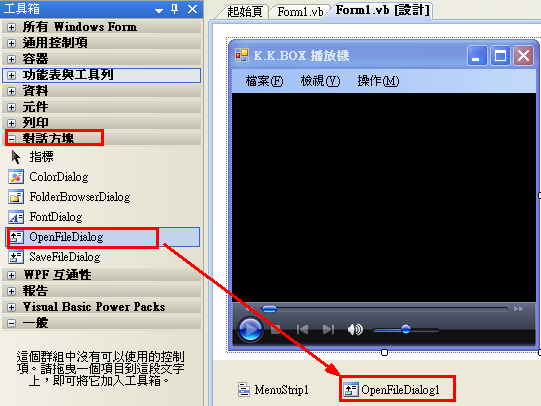 工具箱
所有 Windows Form
通用控制項
容器
功能表與工具列
資料
元件
列印
對話方塊
指標
ColorDialog
FolderBrowserDialog
FontDialog
OpenFileDialog
SaveFileDialog
WPF 互通性
報告
Visual Basic Power Packs
一般
這個群組中沒有可以使用的控制
項。請拖曳一個項目到這段文字
上，即可將它加入工具箱。
起始頁 Form1.vb Form1.vb [設計]
K.K.BOX 播放機
檔案(F) 檢視(V) 操作(M)
MenuStrip1 OpenFileDialog1